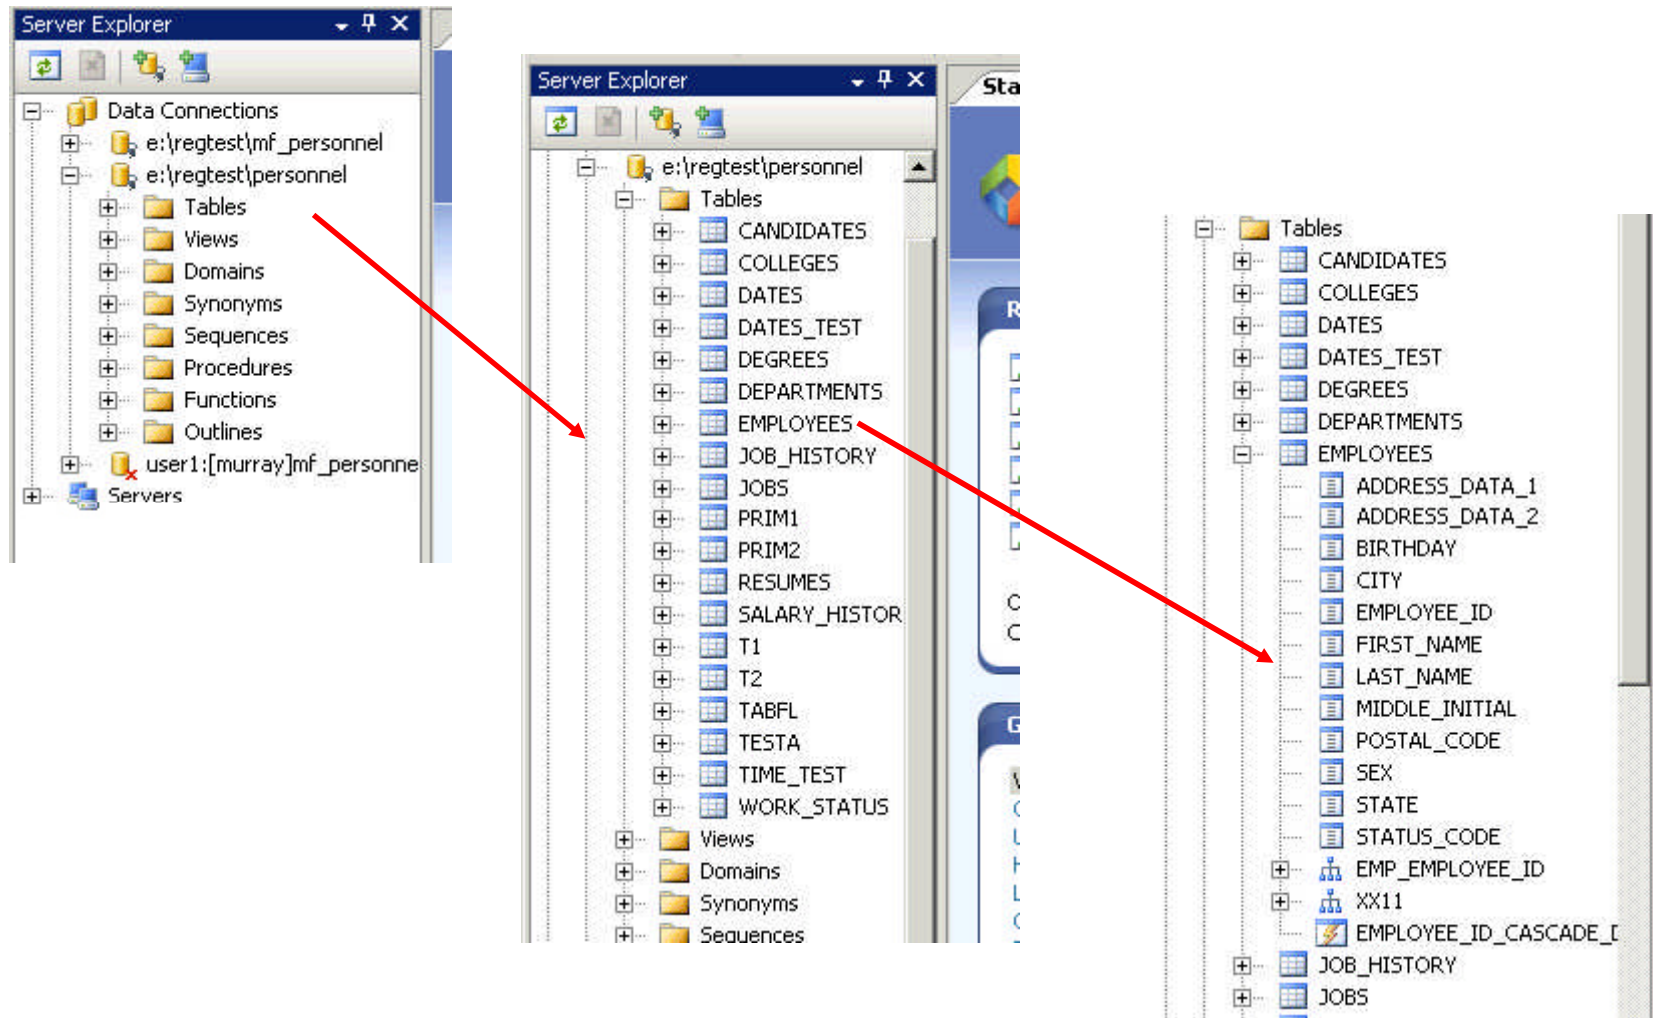 Server Explorer
Data Connections
e:\regtest\mf_personnel
e:\regtest\personnel
Tables
Views
Domains
Synonyms
Sequences
Procedures
Functions
Outlines
user1:[murray]mf_personne
Servers
Server Explorer
Sta
e:\regtest\personnel
Tables
CANDIDATES
COLLEGES
DATES
DATES_TEST
DEGREES
DEPARTMENTS
EMPLOYEES
JOB_HISTORY
JOBS
PRIM1
PRIM2
RESUMES
SALARY_HISTOR
T1
T2
TABFL
TESTA
TIME_TEST
WORK_STATUS
Views
Domains
Synonyms
Sequences
Tables
CANDIDATES
COLLEGES
DATES
DATES_TEST
DEGREES
DEPARTMENTS
EMPLOYEES
ADDRESS_DATA_1
ADDRESS_DATA_2
BIRTHDAY
CITY
EMPLOYEE_ID
FIRST_NAME
LAST_NAME
MIDDLE_INITIAL
POSTAL_CODE
SEX
STATE
STATUS_CODE
EMP_EMPLOYEE_ID
XX11
EMPLOYEE_ID_CASCADE_D
JOB_HISTORY
JOBS